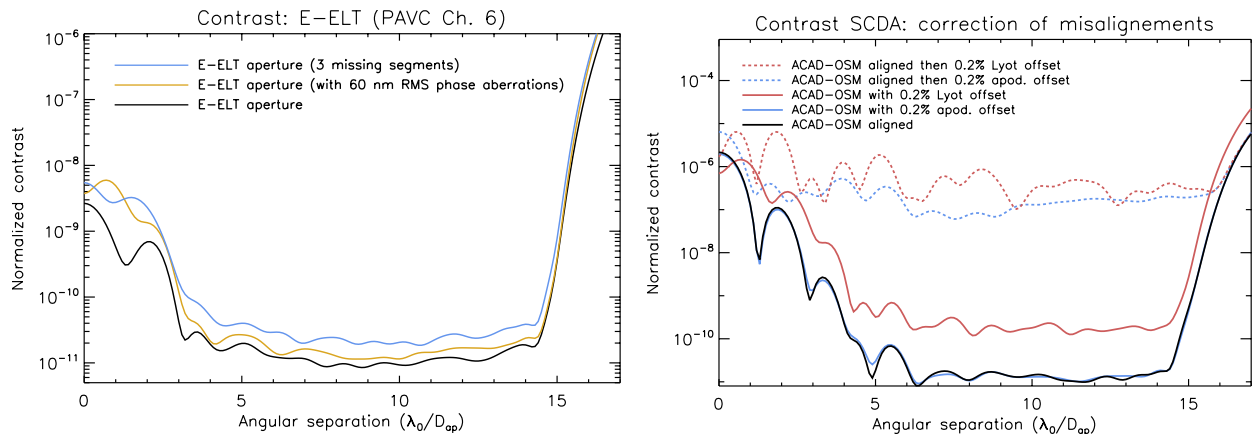 Contrast: E-ELT (PAVC Ch. 6)
10⁻⁶
10⁻⁷
10⁻⁸
10⁻⁹
10⁻¹⁰
10⁻¹¹
Normalized contrast
E-ELT aperture (3 missing segments)
E-ELT aperture (with 60 nm RMS phase aberrations)
E-ELT aperture
0
5
10
15
Angular separation (λ₀/D_ap)
Contrast SCDA: correction of misalignements
10⁻⁴
10⁻⁶
10⁻⁸
10⁻¹⁰
Normalized contrast
ACAD-OSM aligned then 0.2% Lyot offset
ACAD-OSM aligned then 0.2% apod. offset
ACAD-OSM with 0.2% Lyot offset
ACAD-OSM with 0.2% apod. offset
ACAD-OSM aligned
0
5
10
15
Angular separation (λ₀/D_ap)